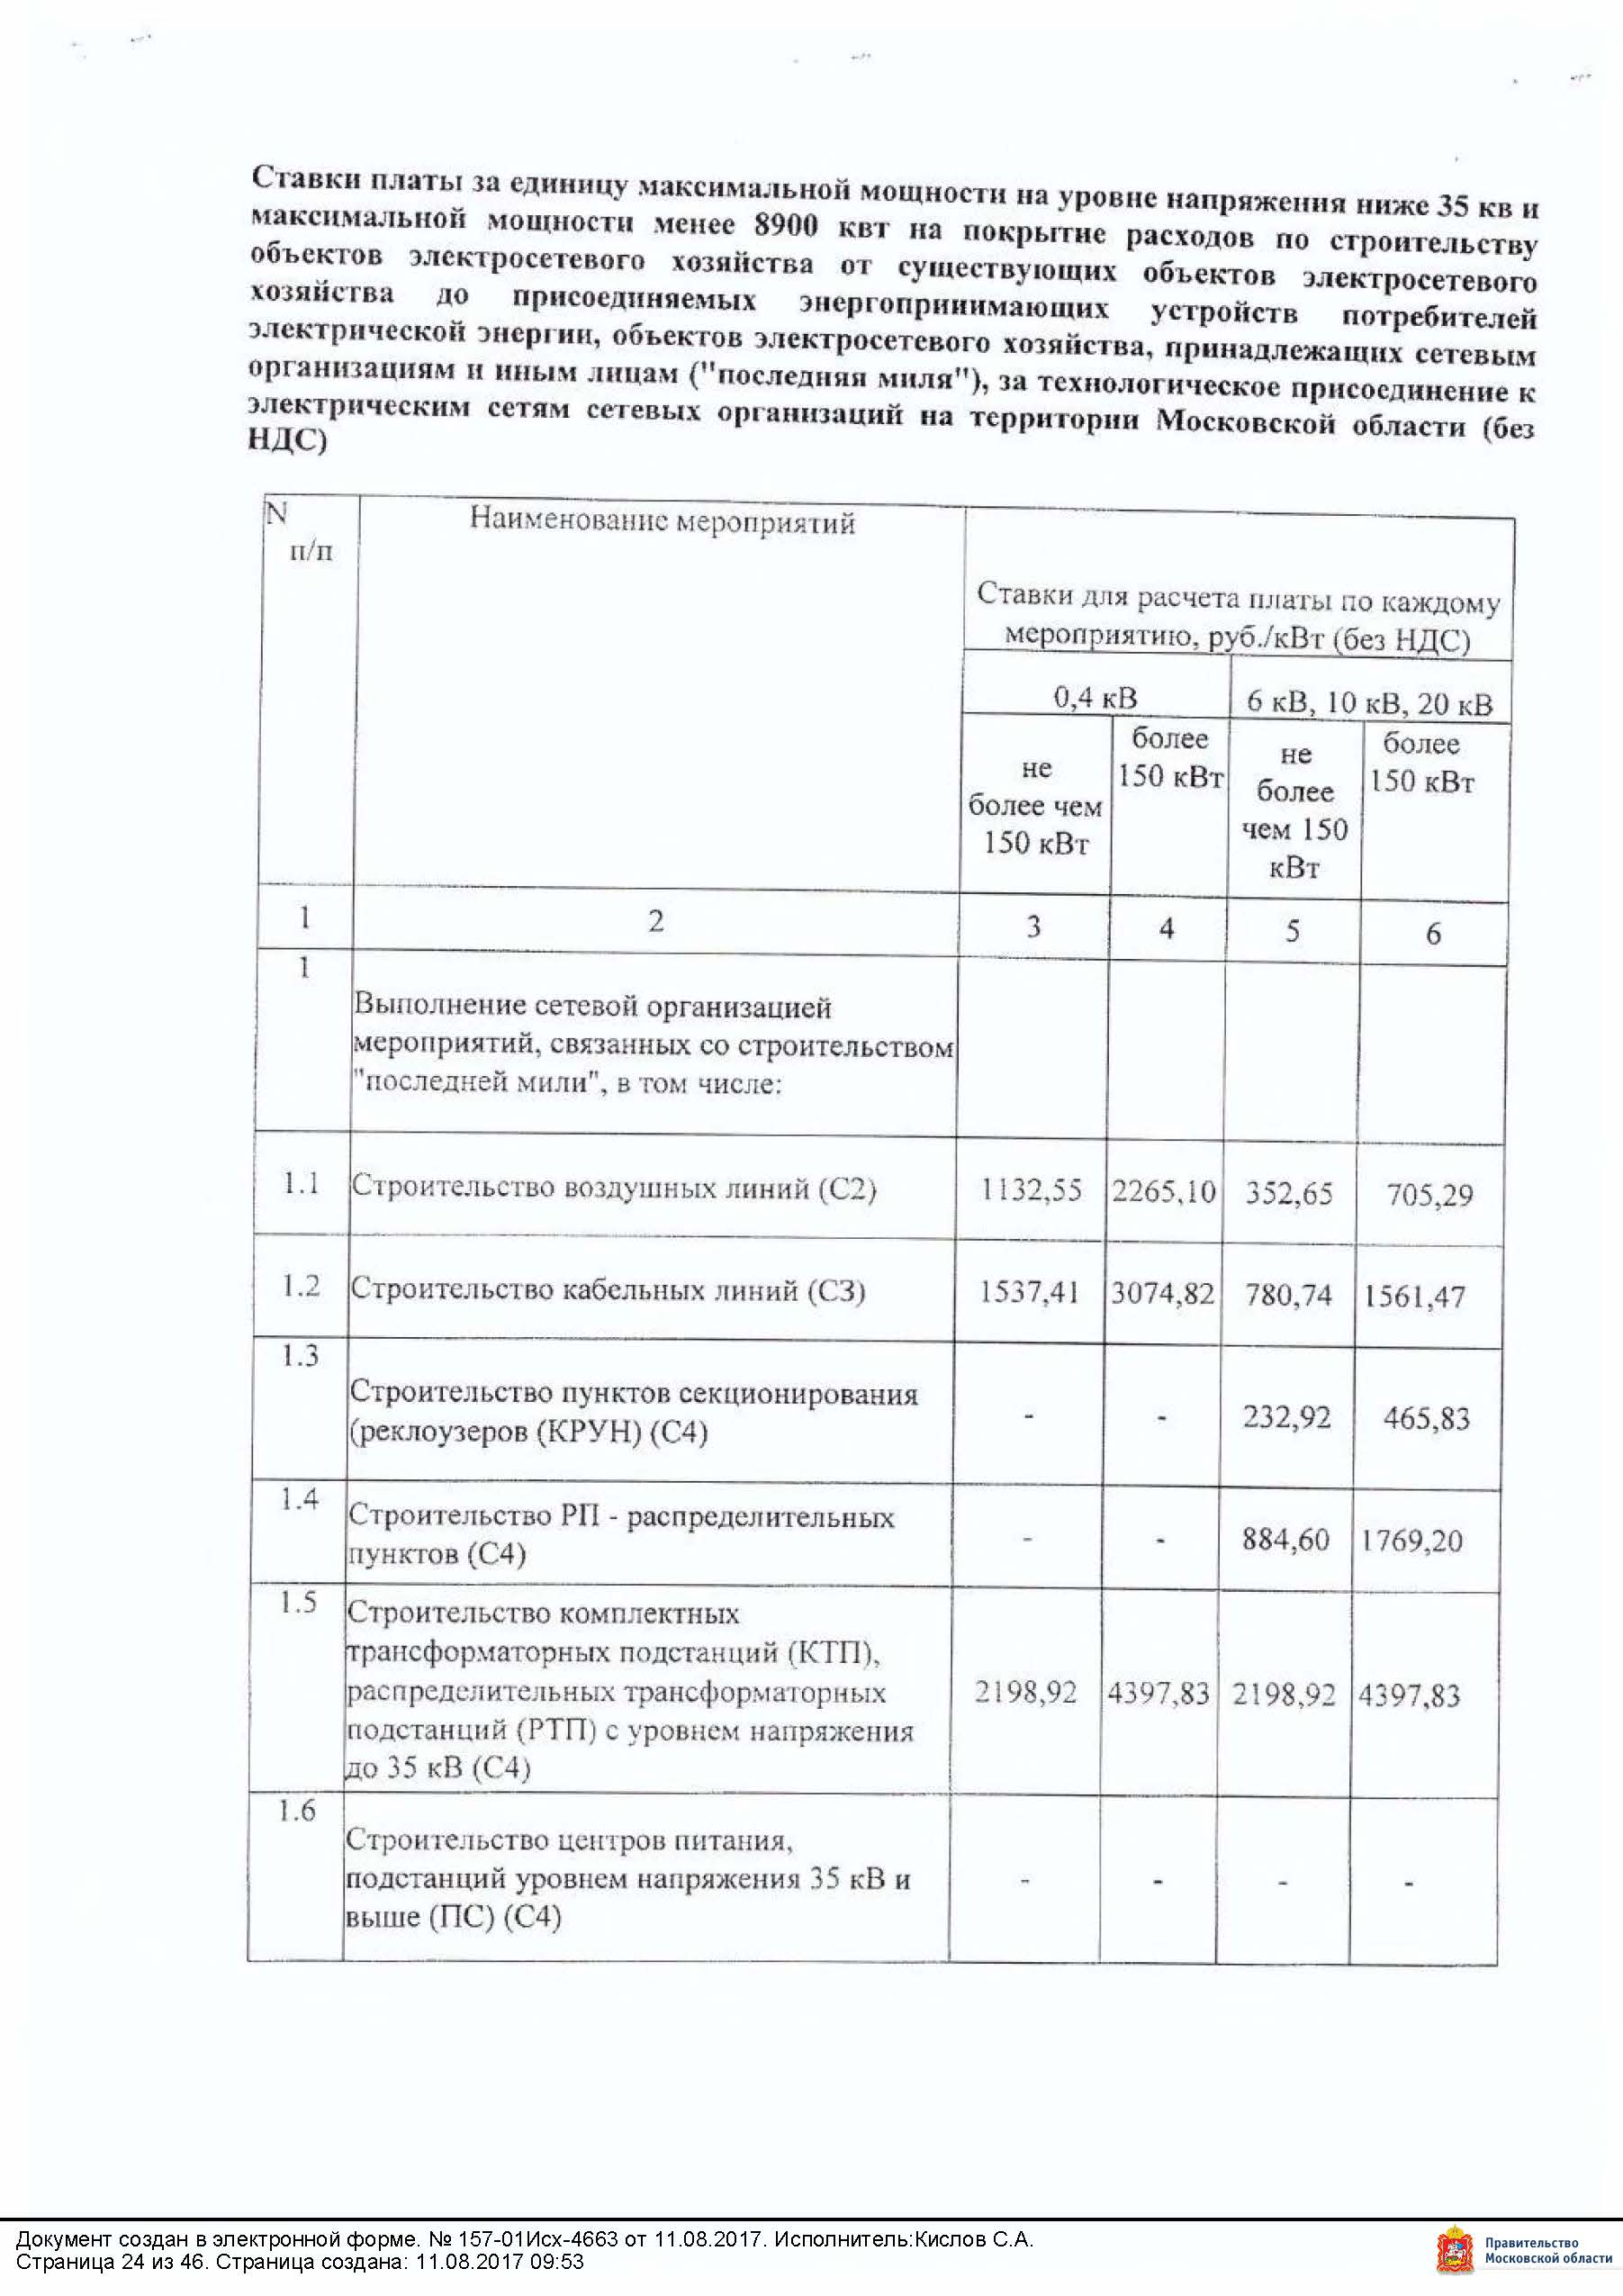 Ставки платы за единицу максимальной мощности на уровне напряжения ниже 35 кв и
максимальной мощности менее 8900 квт на покрытие расходов по строительству
объектов электросетевого хозяйства от существующих объектов электросетевого
хозяйства до присоединяемых энергопринимающих устройств потребителей
электрической энергии, объектов электросетевого хозяйства, принадлежащих сетевым
организациям и иным лицам ("последняя миля"), за технологическое присоединение к
электрическим сетям сетевых организаций на территории Московской области (без
НДС)
N
п/п
Наименование мероприятий
Ставки для расчета платы по каждому
мероприятию, руб./кВт (без НДС)
0,4 кВ
6 кВ, 10 кВ, 20 кВ
не
более чем
150 кВт
более
150 кВт
не
более
чем 150
кВт
более
150 кВт
1 2 3 4 5 6
1
Выполнение сетевой организацией
мероприятий, связанных со строительством
"последней мили", в том числе:
1.1 Строительство воздушных линий (С2) 1132,55 2265,10 352,65 705,29
1.2 Строительство кабельных линий (С3) 1537,41 3074,82 780,74 1561,47
1.3
Строительство пунктов секционирования
(реклоузеров (КРУН) (С4)
- - 232,92 465,83
1.4
Строительство РП - распределительных
пунктов (С4)
- - 884,60 1769,20
1.5
Строительство комплектных
трансформаторных подстанций (КТП),
распределительных трансформаторных
подстанций (РТП) с уровнем напряжения
до 35 кВ (С4)
2198,92 4397,83 2198,92 4397,83
1.6
Строительство центров питания,
подстанций уровнем напряжения 35 кВ и
выше (ПС) (С4)
- - - -
Документ создан в электронной форме. № 157-01Исх-4663 от 11.08.2017. Исполнитель:Кислов С.А.
Страница 24 из 46. Страница создана: 11.08.2017 09:53
Правительство
Московской области